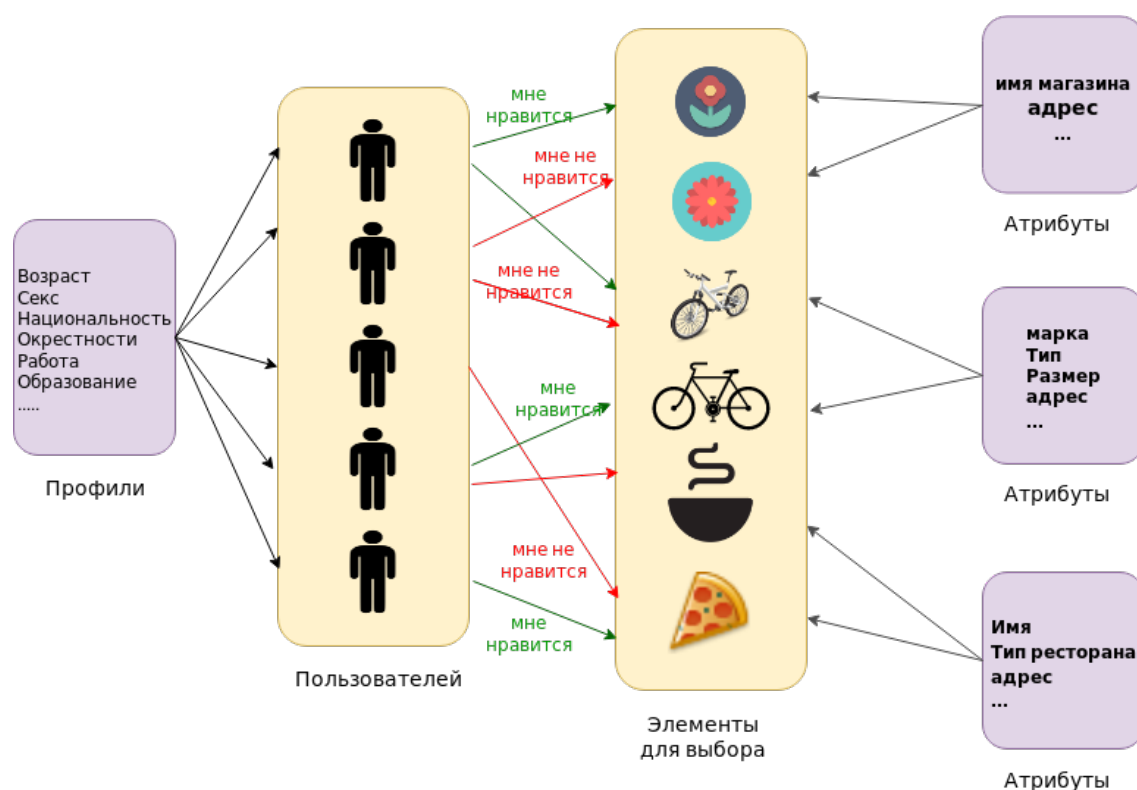 Возраст
Секс
Национальность
Окрестности
Работа
Образование
.....
Профили
Пользователей
мне
нравится
мне не
нравится
мне не
нравится
мне
нравится
мне не
нравится
мне
нравится
Элементы
для выбора
имя магазина
адрес
...
Атрибуты
марка
Тип
Размер
адрес
...
Атрибуты
Имя
Тип ресторана
адрес
...
Атрибуты